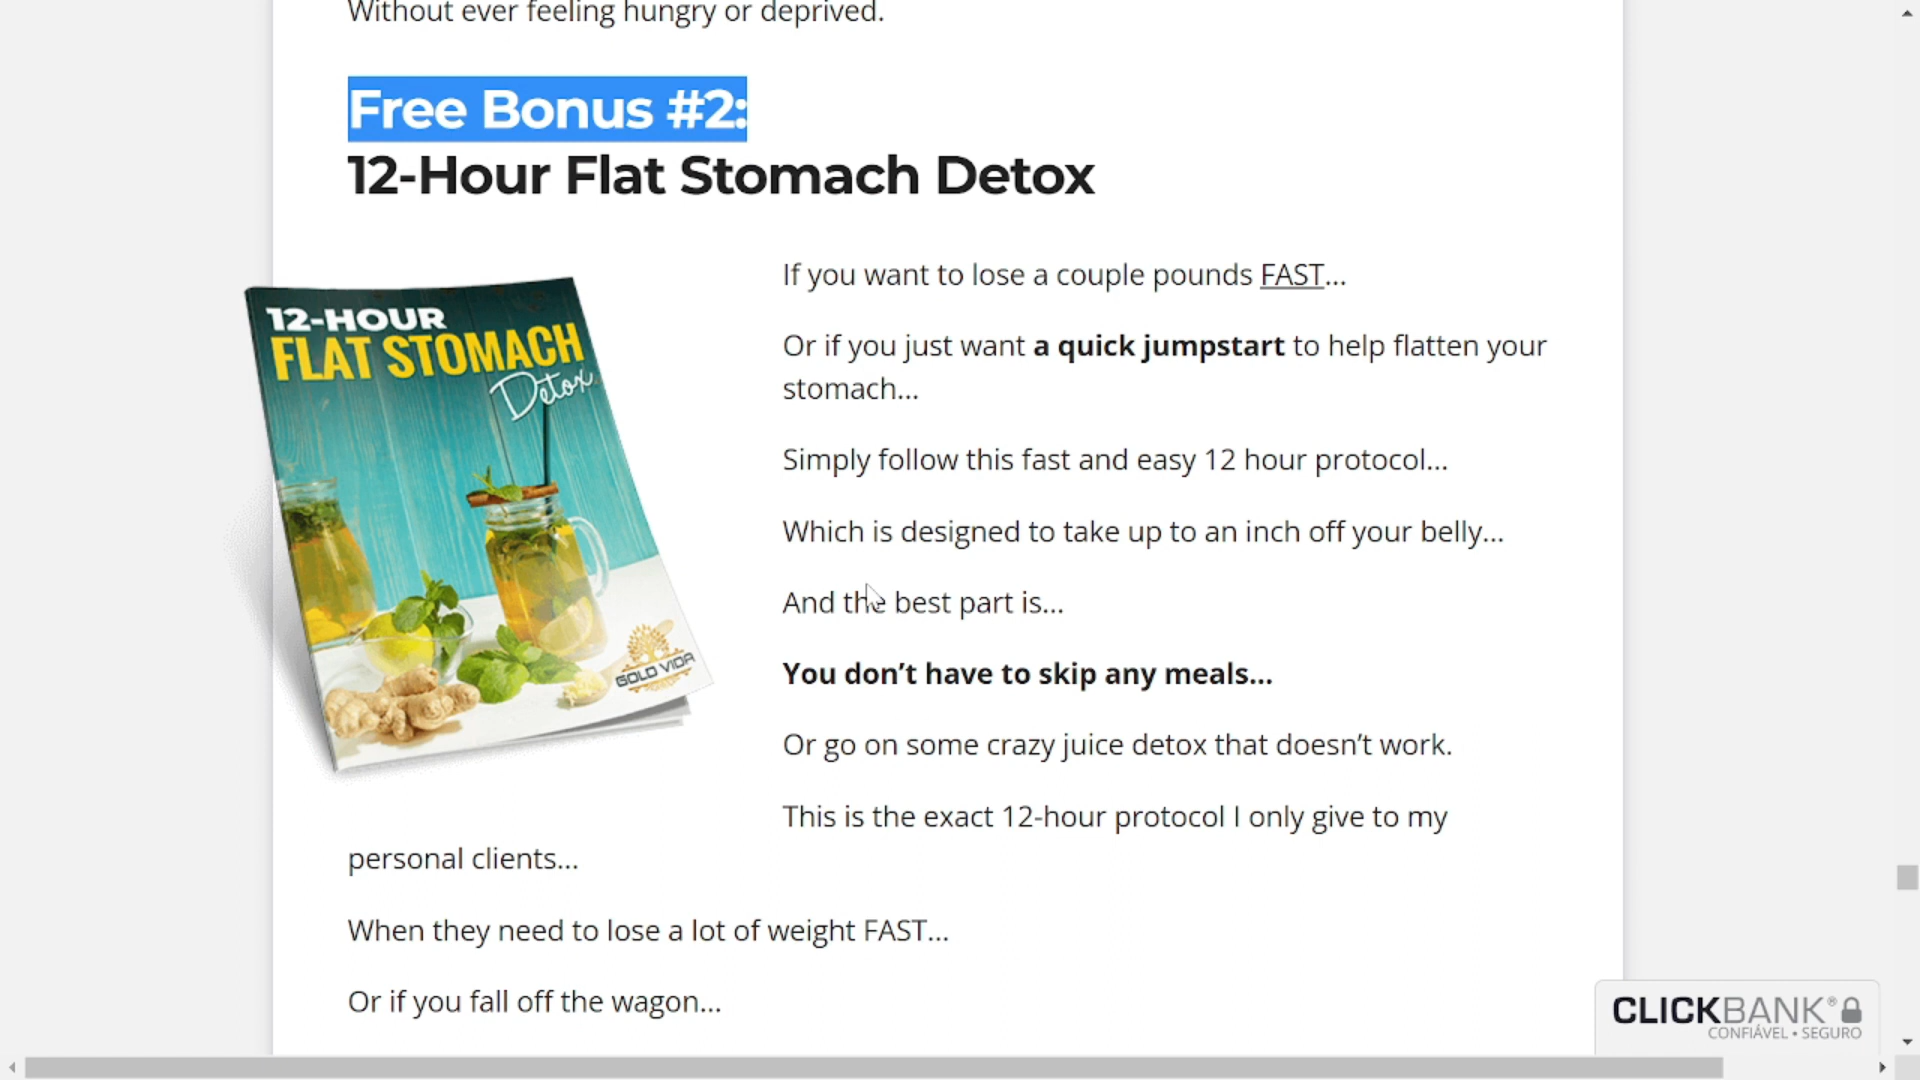 Without ever feeling hungry or deprived.
Free Bonus #2:
12-Hour Flat Stomach Detox
12-HOUR
FLAT STOMACH
Detox
GOLD VIDA
If you want to lose a couple pounds FAST...
Or if you just want a quick jumpstart to help flatten your
stomach...
Simply follow this fast and easy 12 hour protocol...
Which is designed to take up to an inch off your belly...
And the best part is...
You don’t have to skip any meals...
Or go on some crazy juice detox that doesn’t work.
This is the exact 12-hour protocol I only give to my
personal clients...
When they need to lose a lot of weight FAST...
Or if you fall off the wagon...
CLICKBANK®
CONFIÁVEL • SEGURO